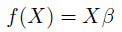 f(X) = Xβ